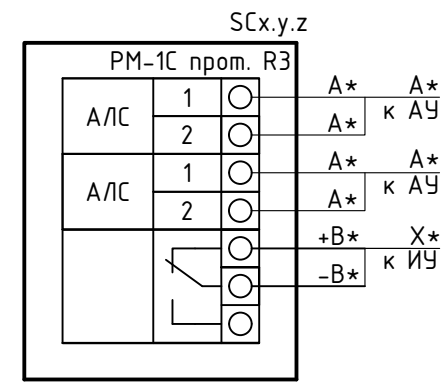 SCx.y.z
РМ-1С прот. R3
АЛС 1 А* А*
к АУ
2 А*
АЛС 1 А* А*
к АУ
2 А*
+В* Х*
к ИУ
-В*